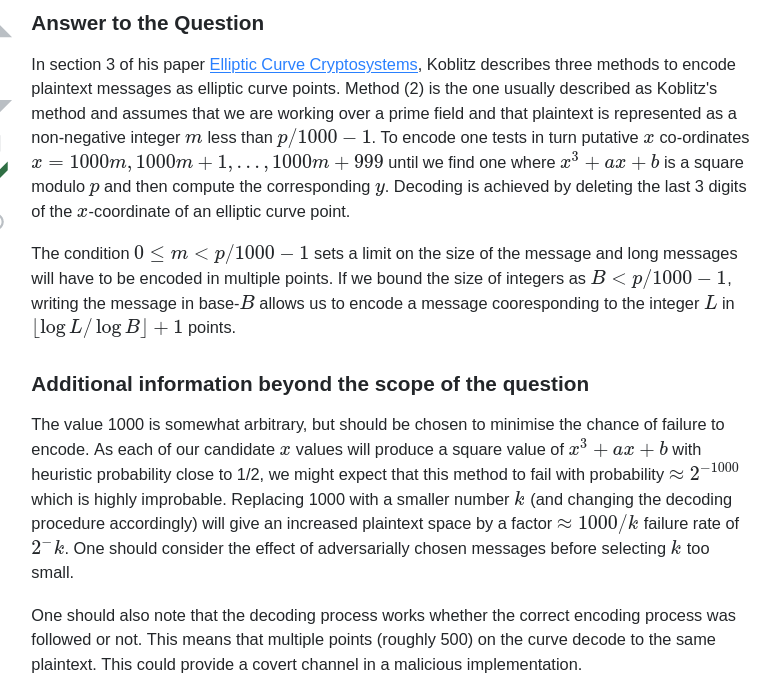 Answer to the Question
In section 3 of his paper Elliptic Curve Cryptosystems, Koblitz describes three methods to encode
plaintext messages as elliptic curve points. Method (2) is the one usually described as Koblitz's
method and assumes that we are working over a prime field and that plaintext is represented as a
non-negative integer m less than p/1000 − 1. To encode one tests in turn putative x co-ordinates
x = 1000m, 1000m + 1, . . . , 1000m + 999 until we find one where x³ + ax + b is a square
modulo p and then compute the corresponding y. Decoding is achieved by deleting the last 3 digits
of the x-coordinate of an elliptic curve point.
The condition 0 ≤ m < p/1000 − 1 sets a limit on the size of the message and long messages
will have to be encoded in multiple points. If we bound the size of integers as B < p/1000 − 1,
writing the message in base-B allows us to encode a message cooresponding to the integer L in
⌊log L/ log B⌋ + 1 points.
Additional information beyond the scope of the question
The value 1000 is somewhat arbitrary, but should be chosen to minimise the chance of failure to
encode. As each of our candidate x values will produce a square value of x³ + ax + b with
heuristic probability close to 1/2, we might expect that this method to fail with probability ≈ 2⁻¹⁰⁰⁰
which is highly improbable. Replacing 1000 with a smaller number k (and changing the decoding
procedure accordingly) will give an increased plaintext space by a factor ≈ 1000/k failure rate of
2⁻k. One should consider the effect of adversarially chosen messages before selecting k too
small.
One should also note that the decoding process works whether the correct encoding process was
followed or not. This means that multiple points (roughly 500) on the curve decode to the same
plaintext. This could provide a covert channel in a malicious implementation.